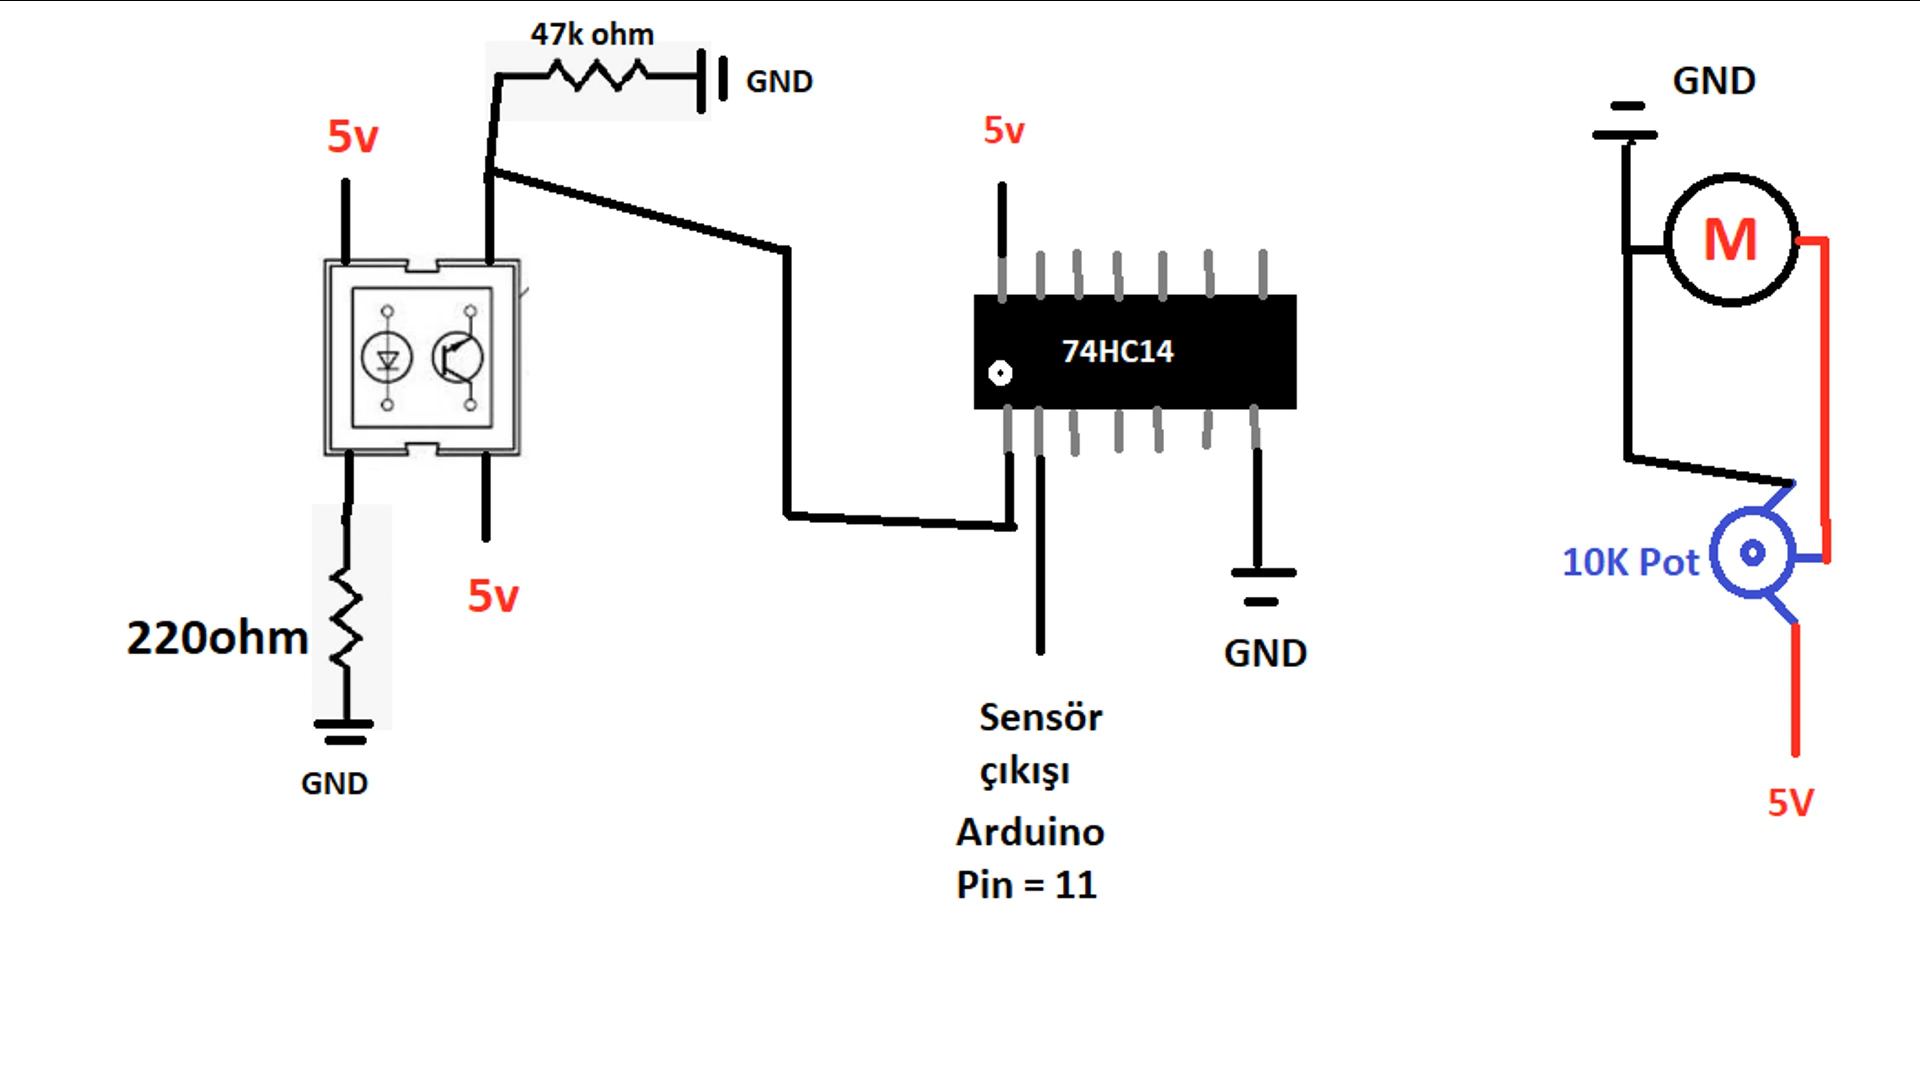 47k ohm
GND
5v
5v
220ohm
GND
5v
74HC14
GND
Sensör
çıkışı
Arduino
Pin = 11
GND
M
10K Pot
5V